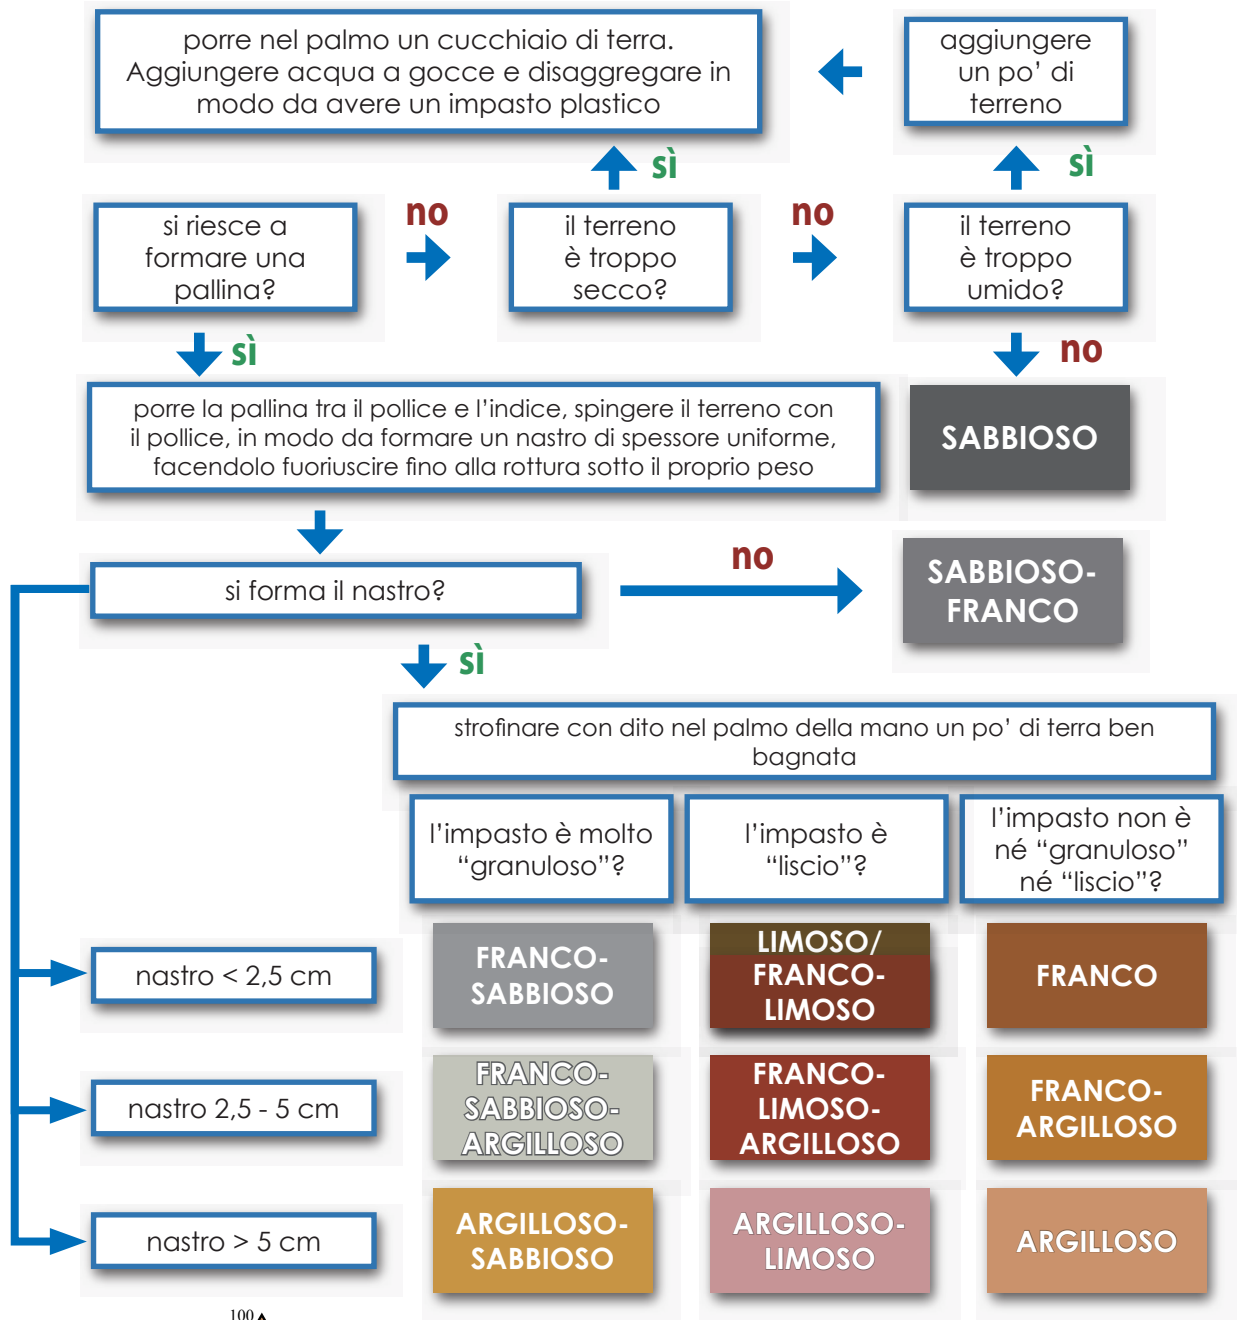 porre nel palmo un cucchiaio di terra.
Aggiungere acqua a gocce e disaggregare in
modo da avere un impasto plastico
aggiungere
un po’ di
terreno
sì
sì
si riesce a
formare una
pallina?
no
il terreno
è troppo
secco?
no
il terreno
è troppo
umido?
sì
no
porre la pallina tra il pollice e l’indice, spingere il terreno con
il pollice, in modo da formare un nastro di spessore uniforme,
facendolo fuoriuscire fino alla rottura sotto il proprio peso
SABBIOSO
si forma il nastro?
no
SABBIOSO-
FRANCO
sì
strofinare con dito nel palmo della mano un po’ di terra ben
bagnata
l’impasto è molto
“granuloso”?
l’impasto è
“liscio”?
l’impasto non è
né “granuloso”
né “liscio”?
nastro < 2,5 cm
FRANCO-
SABBIOSO
LIMOSO/
FRANCO-
LIMOSO
FRANCO
nastro 2,5 - 5 cm
FRANCO-
SABBIOSO-
ARGILLOSO
FRANCO-
LIMOSO-
ARGILLOSO
FRANCO-
ARGILLOSO
nastro > 5 cm
ARGILLOSO-
SABBIOSO
ARGILLOSO-
LIMOSO
ARGILLOSO
100